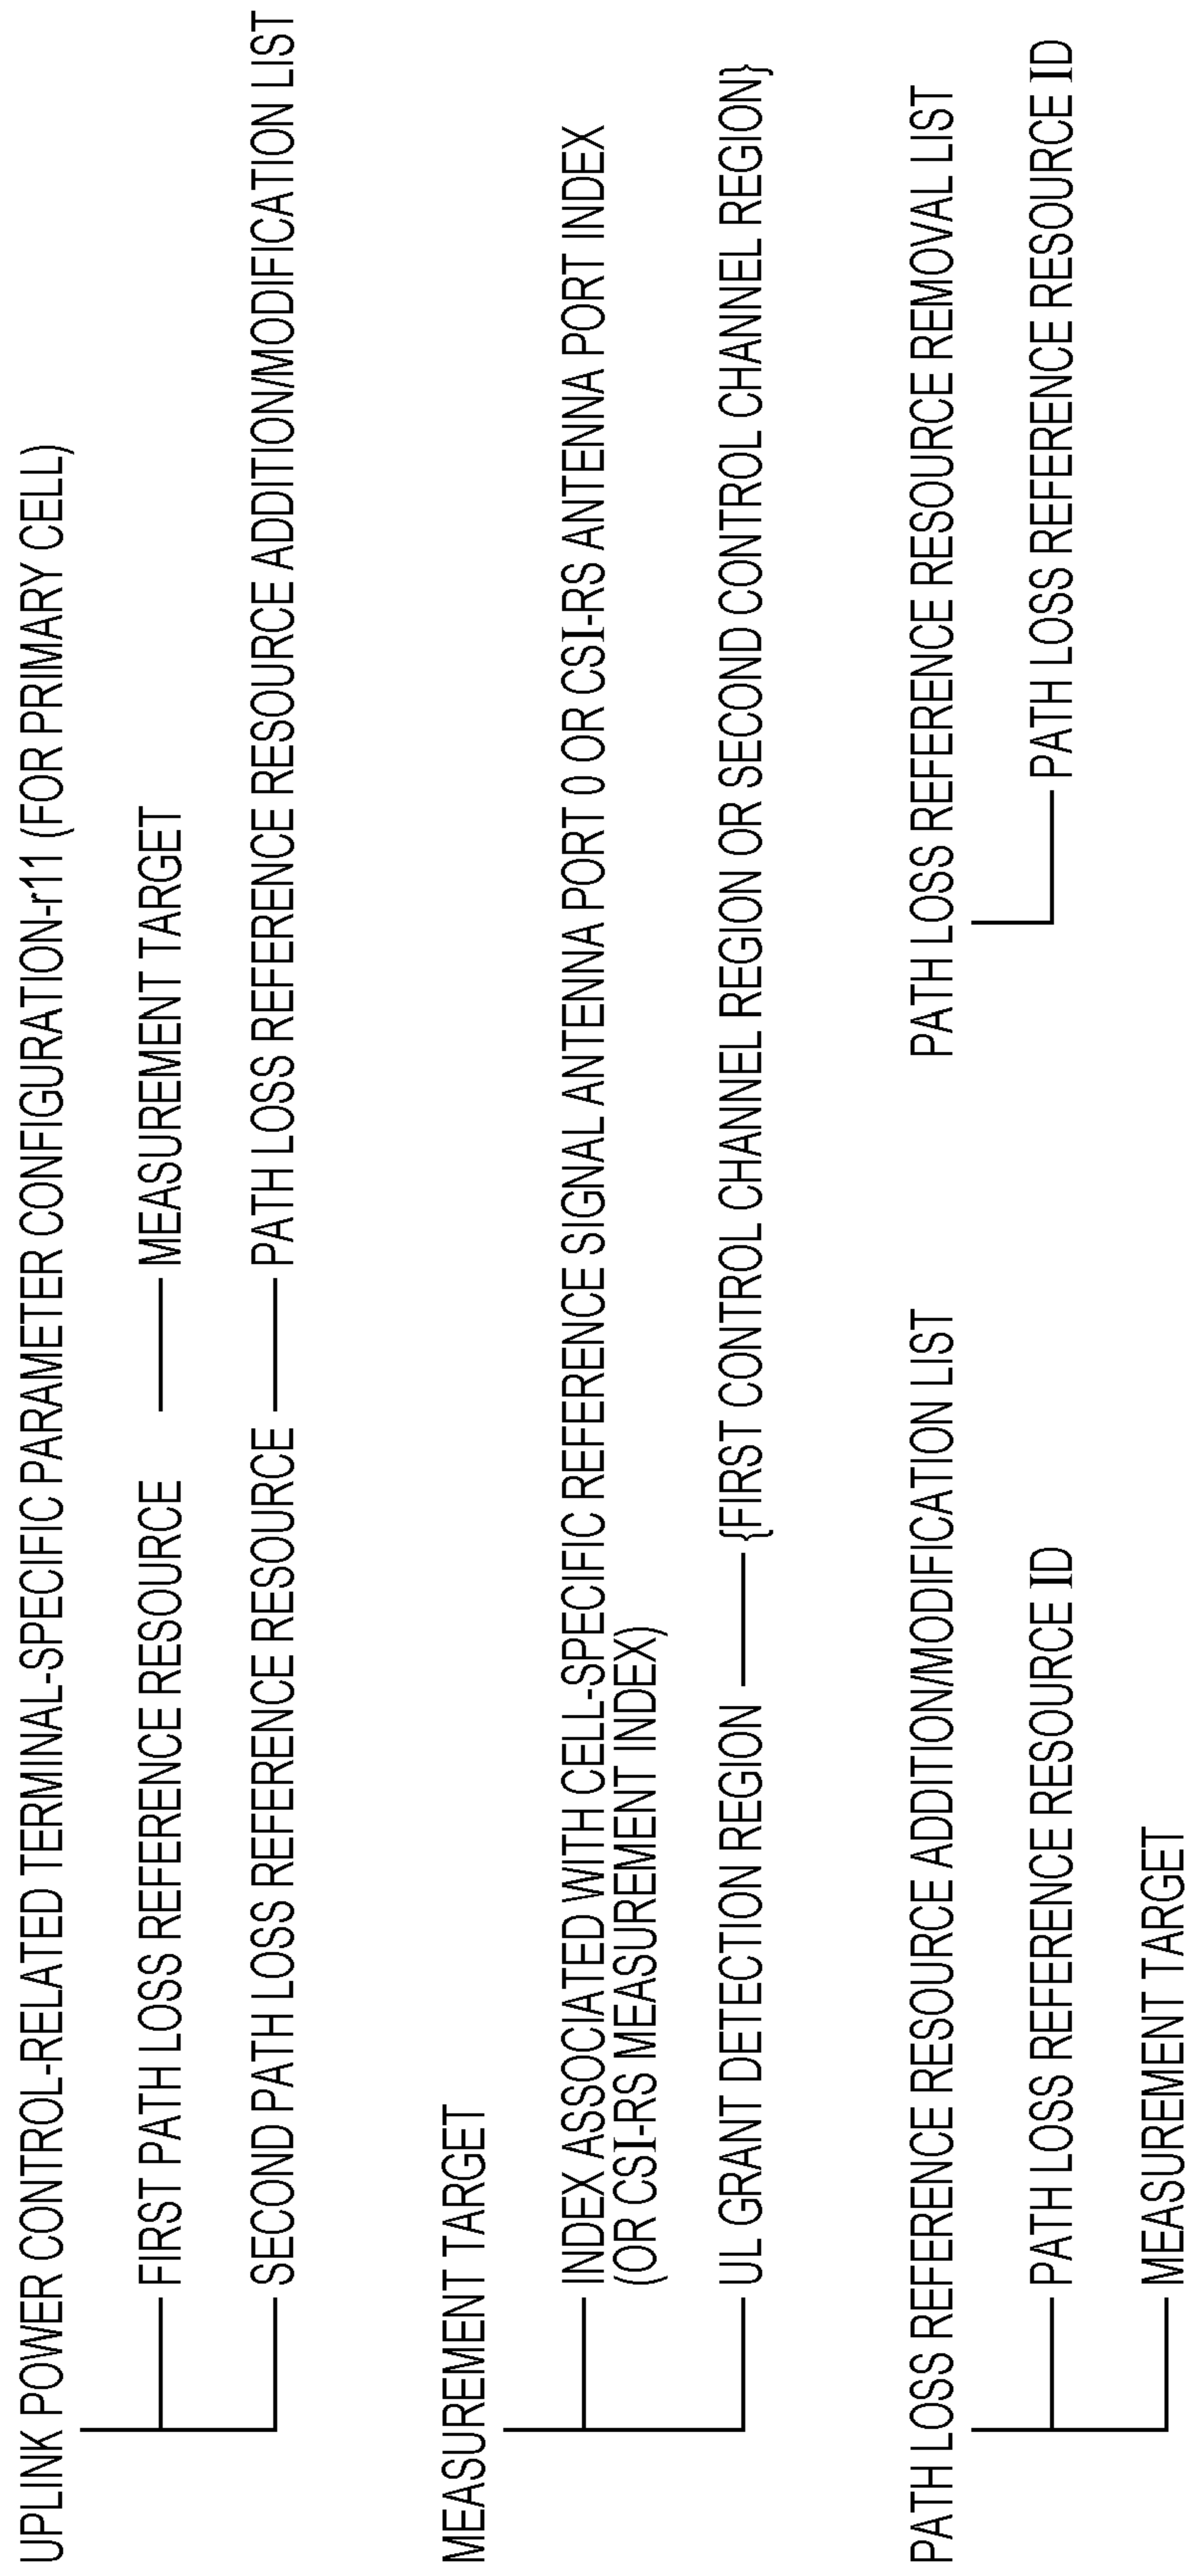 UPLINK POWER CONTROL-RELATED TERMINAL-SPECIFIC PARAMETER CONFIGURATION-r11 (FOR PRIMARY CELL)
FIRST PATH LOSS REFERENCE RESOURCE MEASUREMENT TARGET
SECOND PATH LOSS REFERENCE RESOURCE PATH LOSS REFERENCE RESOURCE ADDITION/MODIFICATION LIST
MEASUREMENT TARGET
INDEX ASSOCIATED WITH CELL-SPECIFIC REFERENCE SIGNAL ANTENNA PORT 0 OR CSI-RS ANTENNA PORT INDEX
(OR CSI-RS MEASUREMENT INDEX)
UL GRANT DETECTION REGION {FIRST CONTROL CHANNEL REGION OR SECOND CONTROL CHANNEL REGION}
PATH LOSS REFERENCE RESOURCE ADDITION/MODIFICATION LIST
PATH LOSS REFERENCE RESOURCE ID
MEASUREMENT TARGET
PATH LOSS REFERENCE RESOURCE REMOVAL LIST
PATH LOSS REFERENCE RESOURCE ID